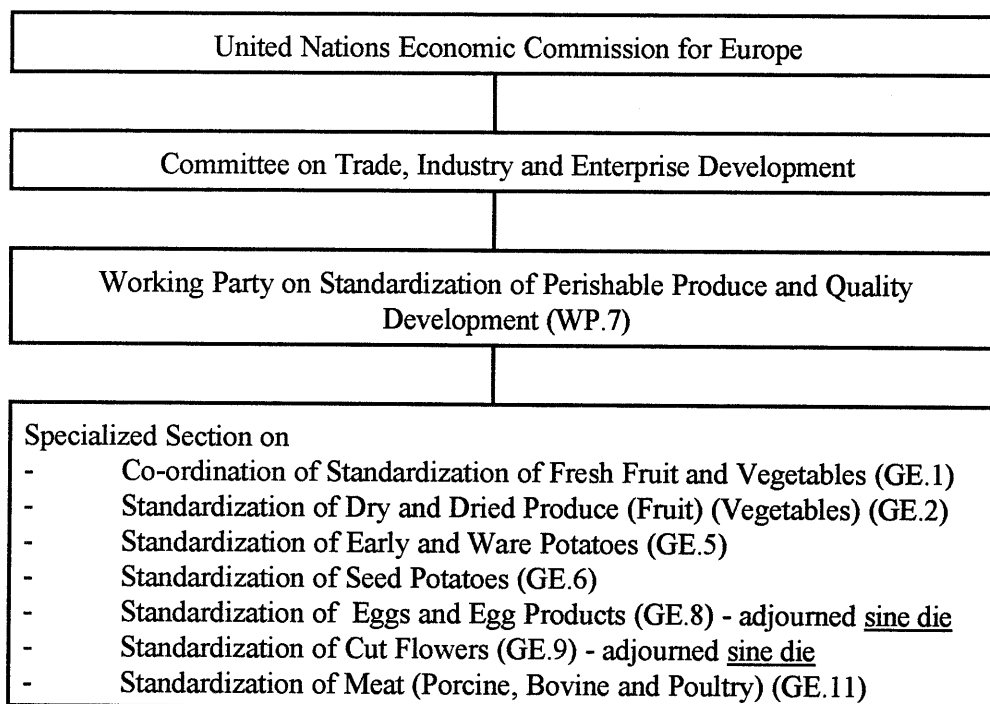 United Nations Economic Commission for Europe
Committee on Trade, Industry and Enterprise Development
Working Party on Standardization of Perishable Produce and Quality
Development (WP.7)
Specialized Section on
- Co-ordination of Standardization of Fresh Fruit and Vegetables (GE.1)
- Standardization of Dry and Dried Produce (Fruit) (Vegetables) (GE.2)
- Standardization of Early and Ware Potatoes (GE.5)
- Standardization of Seed Potatoes (GE.6)
- Standardization of Eggs and Egg Products (GE.8) - adjourned sine die
- Standardization of Cut Flowers (GE.9) - adjourned sine die
- Standardization of Meat (Porcine, Bovine and Poultry) (GE.11)